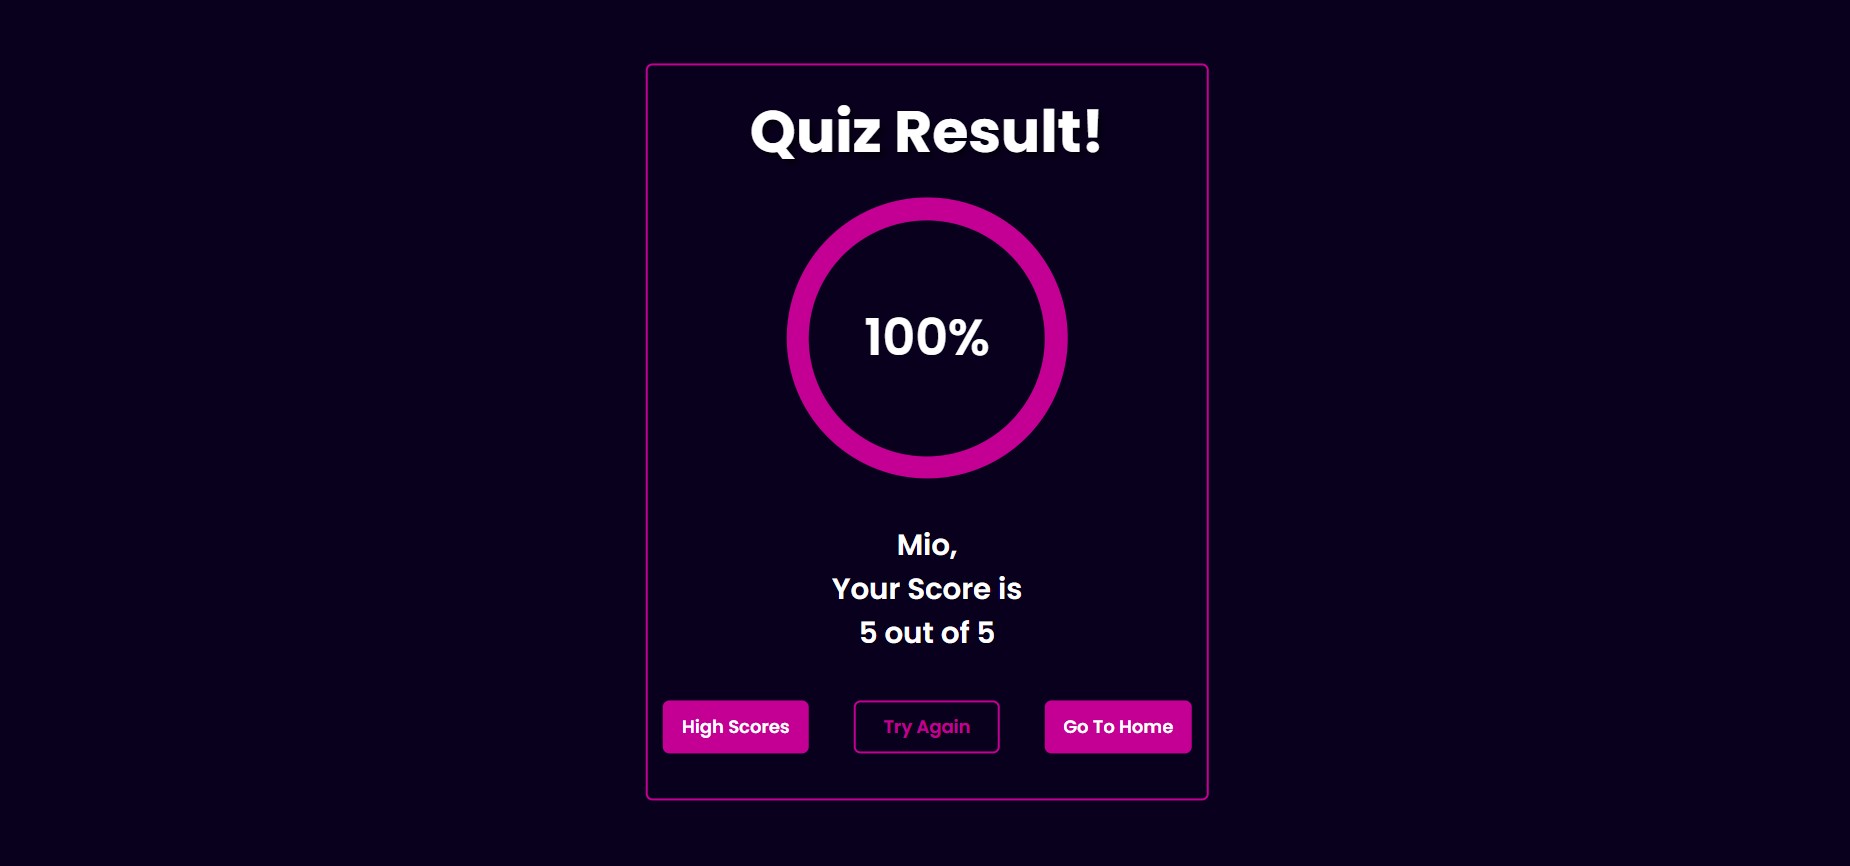 Quiz Result!
100%
Mio,
Your Score is
5 out of 5
High Scores
Try Again
Go To Home